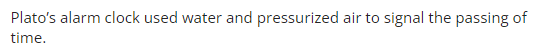 Plato’s alarm clock used water and pressurized air to signal the passing of
time.